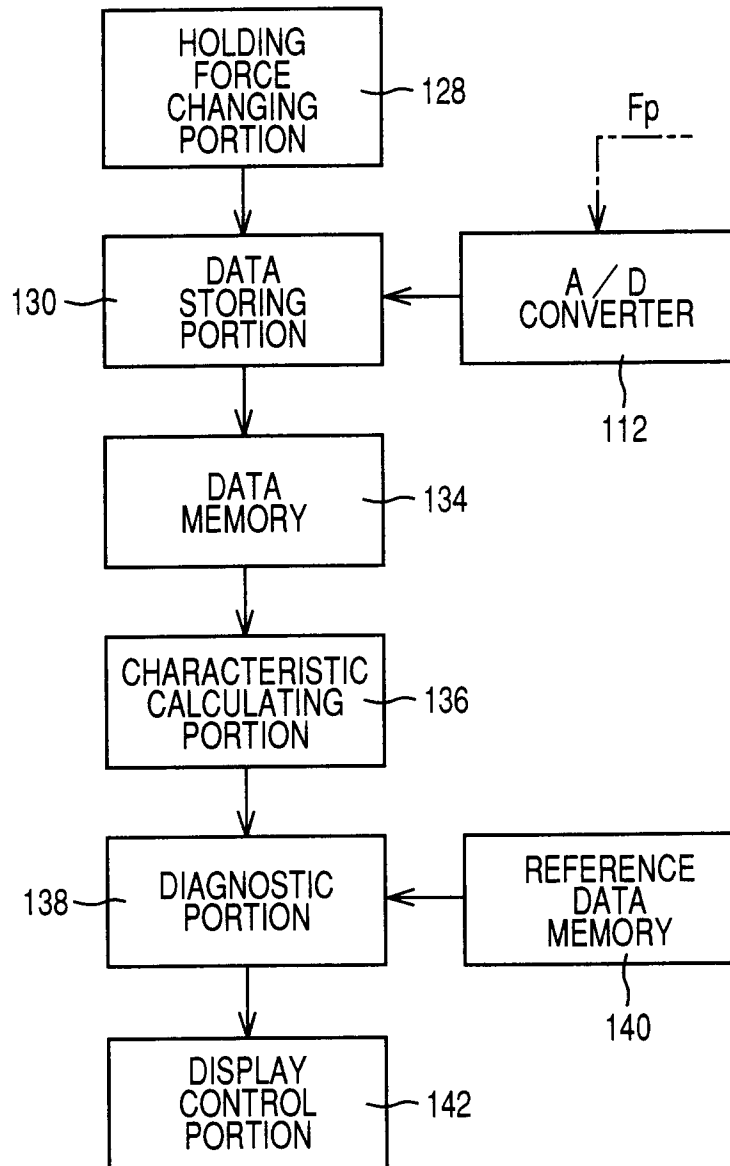 HOLDING
FORCE
CHANGING
PORTION
128
Fp
DATA
STORING
PORTION
130
A/D
CONVERTER
112
DATA
MEMORY
134
CHARACTERISTIC
CALCULATING
PORTION
136
DIAGNOSTIC
PORTION
138
REFERENCE
DATA
MEMORY
140
DISPLAY
CONTROL
PORTION
142